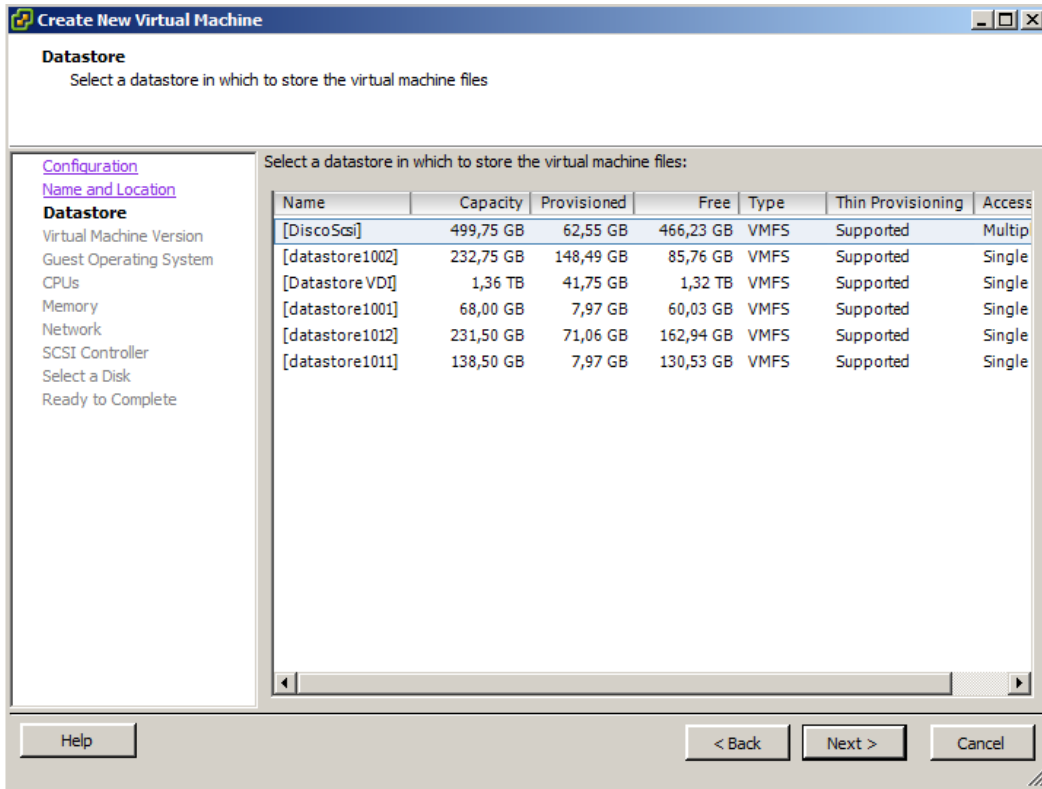 Create New Virtual Machine
Datastore
Select a datastore in which to store the virtual machine files
Configuration
Name and Location
Datastore
Virtual Machine Version
Guest Operating System
CPUs
Memory
Network
SCSI Controller
Select a Disk
Ready to Complete
Select a datastore in which to store the virtual machine files:
Name Capacity Provisioned Free Type Thin Provisioning Access
[DiscoScsi] 499,75 GB 62,55 GB 466,23 GB VMFS Supported Multipl
[datastore1002] 232,75 GB 148,49 GB 85,76 GB VMFS Supported Single
[Datastore VDI] 1,36 TB 41,75 GB 1,32 TB VMFS Supported Single
[datastore1001] 68,00 GB 7,97 GB 60,03 GB VMFS Supported Single
[datastore1012] 231,50 GB 71,06 GB 162,94 GB VMFS Supported Single
[datastore1011] 138,50 GB 7,97 GB 130,53 GB VMFS Supported Single
Help
< Back
Next >
Cancel